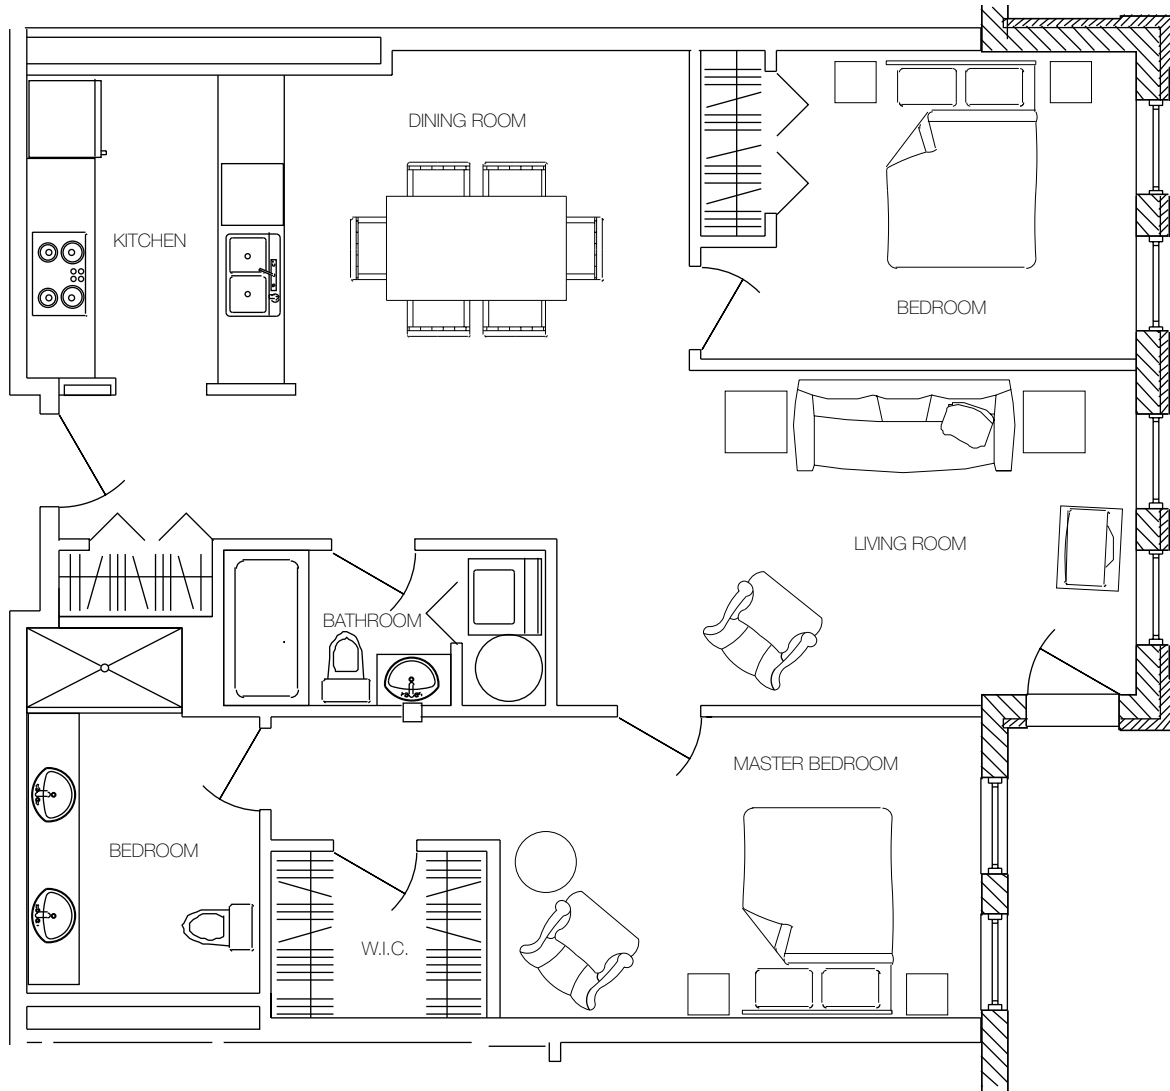 DINING ROOM
KITCHEN
BEDROOM
LIVING ROOM
BATHROOM
MASTER BEDROOM
BEDROOM
W.I.C.